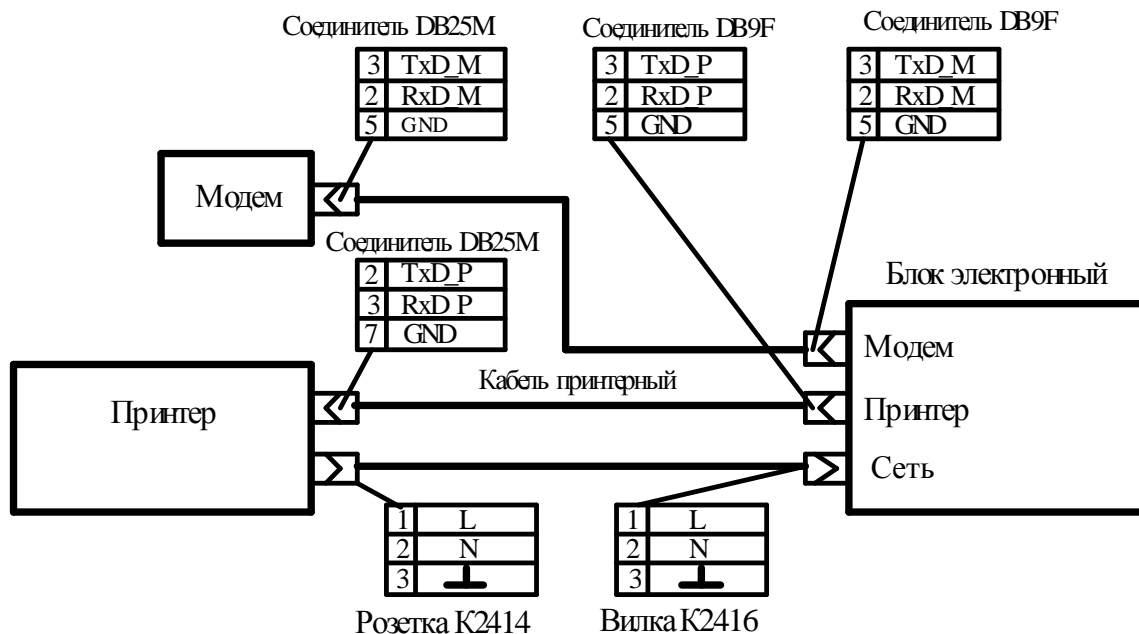 Соединитель DB25M
3 TxD_M
2 RxD_M
5 GND
Соединитель DB9F
3 TxD_P
2 RxD_P
5 GND
Соединитель DB9F
3 TxD_M
2 RxD_M
5 GND
Модем
Соединитель DB25M
2 TxD_P
3 RxD_P
7 GND
Блок электронный
Модем
Принтер
Сеть
Кабель принтерный
Принтер
1 L
2 N
3
Розетка К2414
1 L
2 N
3
Вилка К2416